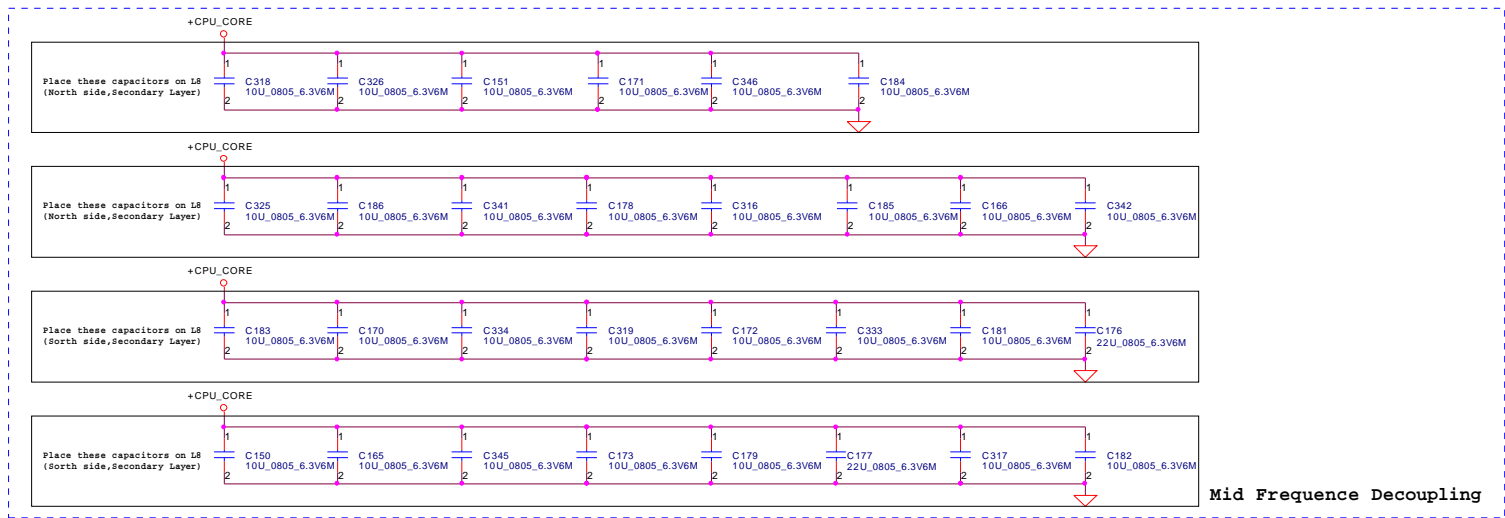 +CPU_CORE
Place these capacitors on L8
(North side,Secondary Layer)
1 1 1 1 1 1
C318 C326 C151 C171 C346 C184
10U_0805_6.3V6M 10U_0805_6.3V6M 10U_0805_6.3V6M 10U_0805_6.3V6M 10U_0805_6.3V6M 10U_0805_6.3V6M
2 2 2 2 2 2
+CPU_CORE
Place these capacitors on L8
(North side,Secondary Layer)
1 1 1 1 1 1 1 1
C325 C186 C341 C178 C316 C185 C166 C342
10U_0805_6.3V6M 10U_0805_6.3V6M 10U_0805_6.3V6M 10U_0805_6.3V6M 10U_0805_6.3V6M 10U_0805_6.3V6M 10U_0805_6.3V6M 10U_0805_6.3V6M
2 2 2 2 2 2 2 2
+CPU_CORE
Place these capacitors on L8
(Sorth side,Secondary Layer)
1 1 1 1 1 1 1 1
C183 C170 C334 C319 C172 C333 C181 C176
10U_0805_6.3V6M 10U_0805_6.3V6M 10U_0805_6.3V6M 10U_0805_6.3V6M 10U_0805_6.3V6M 10U_0805_6.3V6M 10U_0805_6.3V6M 22U_0805_6.3V6M
2 2 2 2 2 2 2 2
+CPU_CORE
Place these capacitors on L8
(Sorth side,Secondary Layer)
1 1 1 1 1 1 1 1
C150 C165 C345 C173 C179 C177 C317 C182
10U_0805_6.3V6M 10U_0805_6.3V6M 10U_0805_6.3V6M 10U_0805_6.3V6M 10U_0805_6.3V6M 22U_0805_6.3V6M 10U_0805_6.3V6M 10U_0805_6.3V6M
2 2 2 2 2 2 2 2
Mid Frequence Decoupling